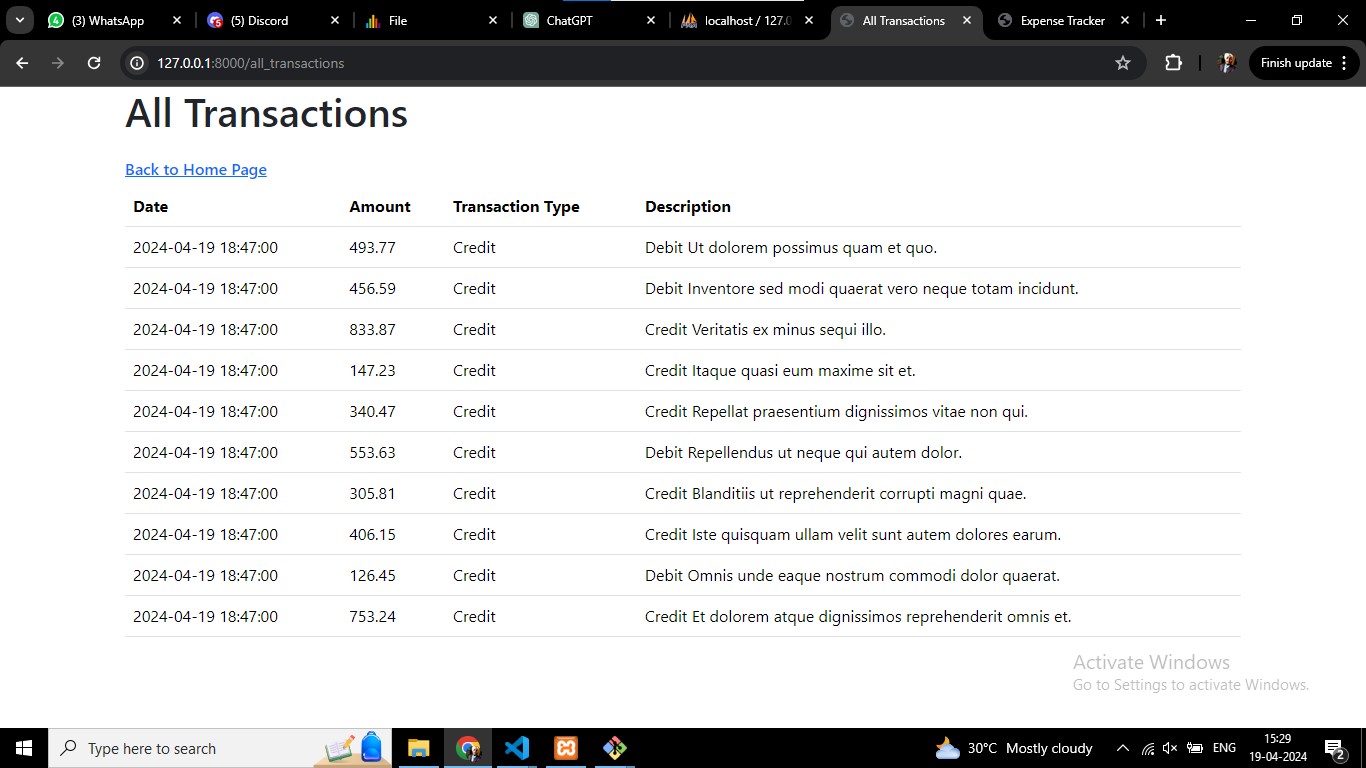 (3) WhatsApp (5) Discord File ChatGPT localhost / 127.0 All Transactions Expense Tracker
127.0.0.1:8000/all_transactions Finish update
All Transactions
Back to Home Page
Date Amount Transaction Type Description
2024-04-19 18:47:00 493.77 Credit Debit Ut dolorem possimus quam et quo.
2024-04-19 18:47:00 456.59 Credit Debit Inventore sed modi quaerat vero neque totam incidunt.
2024-04-19 18:47:00 833.87 Credit Credit Veritatis ex minus sequi illo.
2024-04-19 18:47:00 147.23 Credit Credit Itaque quasi eum maxime sit et.
2024-04-19 18:47:00 340.47 Credit Credit Repellat praesentium dignissimos vitae non qui.
2024-04-19 18:47:00 553.63 Credit Debit Repellendus ut neque qui autem dolor.
2024-04-19 18:47:00 305.81 Credit Credit Blanditiis ut reprehenderit corrupti magni quae.
2024-04-19 18:47:00 406.15 Credit Credit Iste quisquam ullam velit sunt autem dolores earum.
2024-04-19 18:47:00 126.45 Credit Debit Omnis unde eaque nostrum commodi dolor quaerat.
2024-04-19 18:47:00 753.24 Credit Credit Et dolorem atque dignissimos reprehenderit omnis et.
Activate Windows
Go to Settings to activate Windows.
Type here to search 30°C Mostly cloudy ENG 15:29
19-04-2024 2